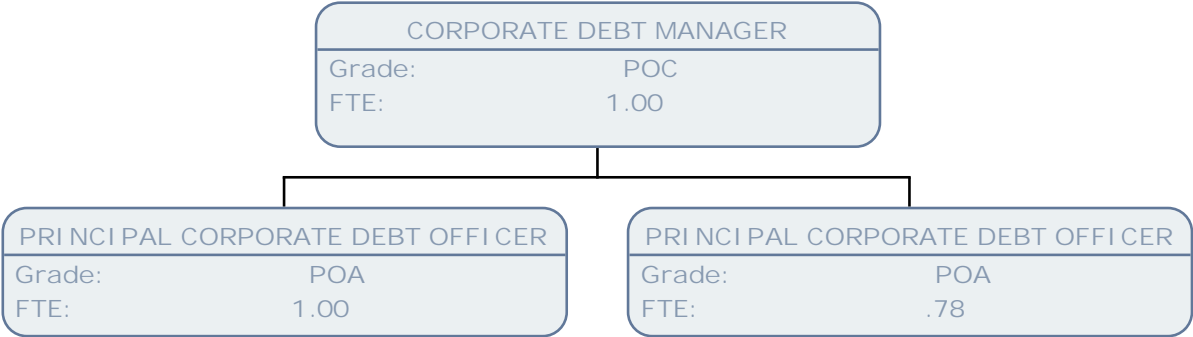 CORPORATE DEBT MANAGER
Grade: POC
FTE: 1.00
PRINCIPAL CORPORATE DEBT OFFICER
Grade: POA
FTE: 1.00
PRINCIPAL CORPORATE DEBT OFFICER
Grade: POA
FTE: .78